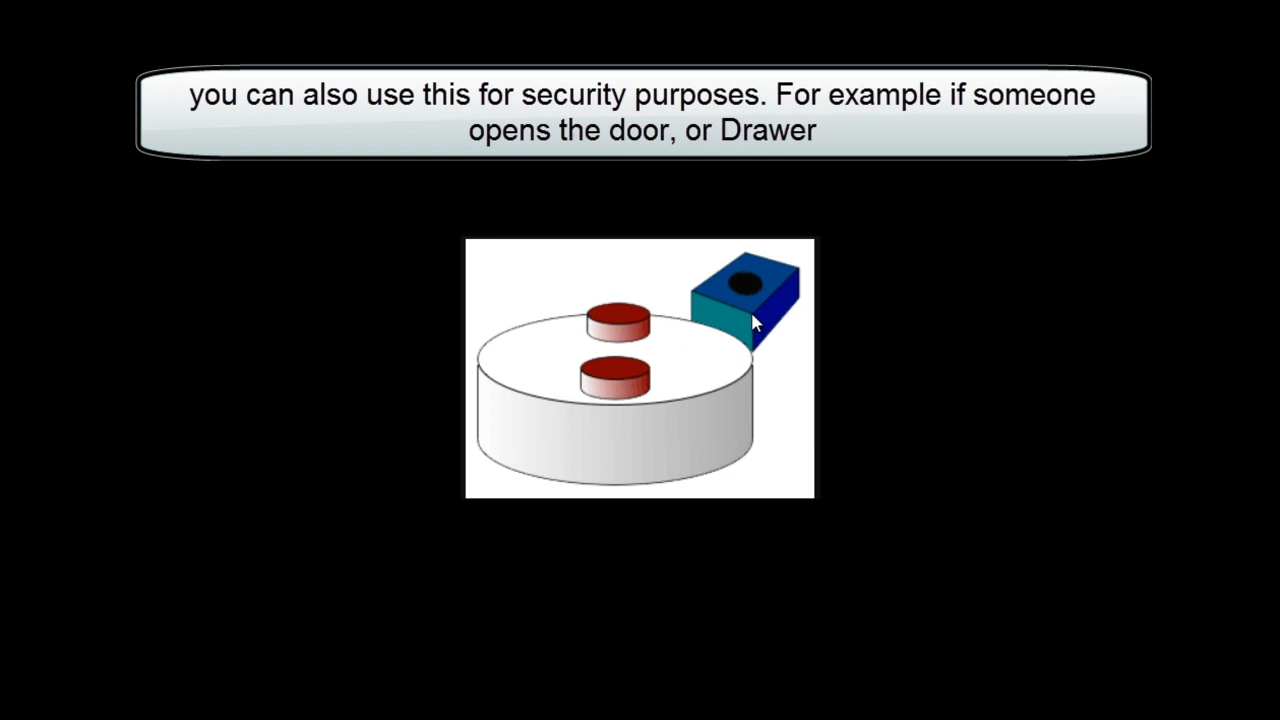 you can also use this for security purposes. For example if someone
opens the door, or Drawer